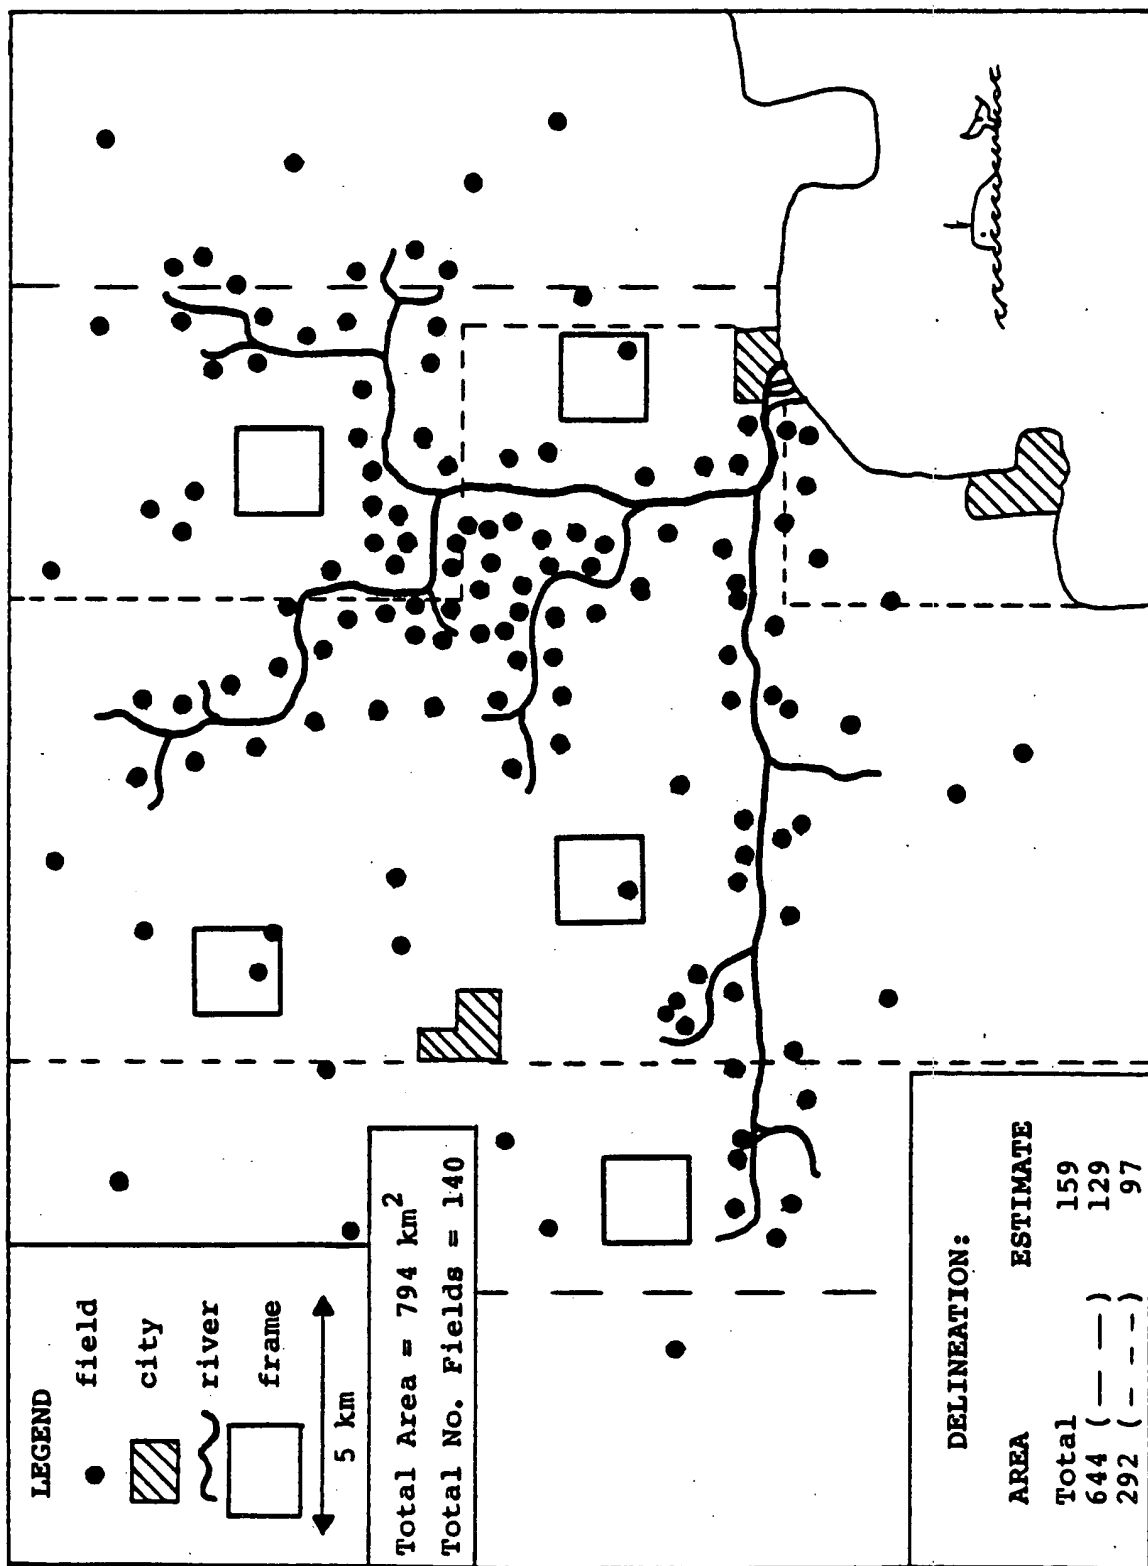 LEGEND
field
city
river
frame
5 km
Total Area = 794 km²
Total No. Fields = 140
DELINEATION:
AREA ESTIMATE
Total 159
644 ( — — ) 129
292 ( - - - ) 97